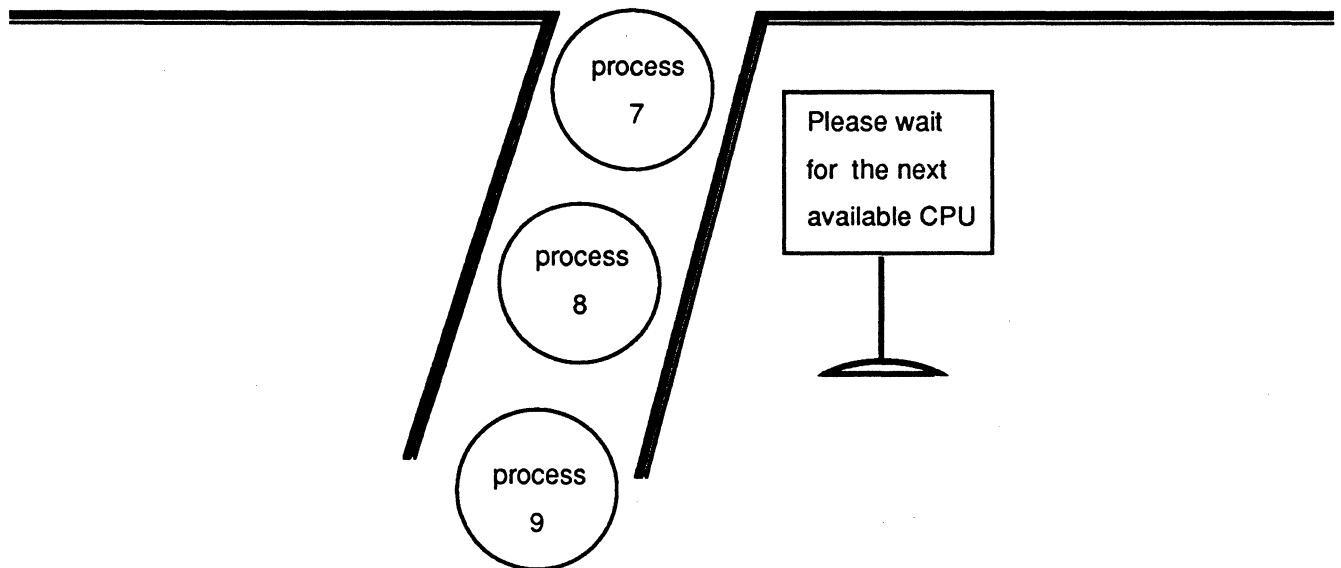 process
7
Please wait
for the next
available CPU
process
8
process
9